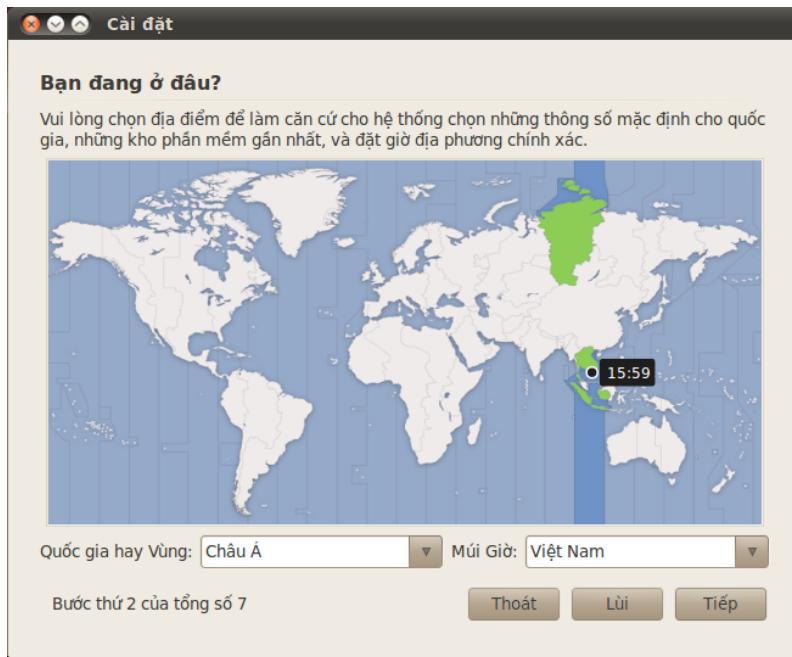 Cài đặt
Bạn đang ở đâu?
Vui lòng chọn địa điểm để làm căn cứ cho hệ thống chọn những thông số mặc định cho quốc
gia, những kho phần mềm gần nhất, và đặt giờ địa phương chính xác.
15:59
Quốc gia hay Vùng: Châu Á Múi Giờ: Việt Nam
Bước thứ 2 của tổng số 7 Thoát Lùi Tiếp